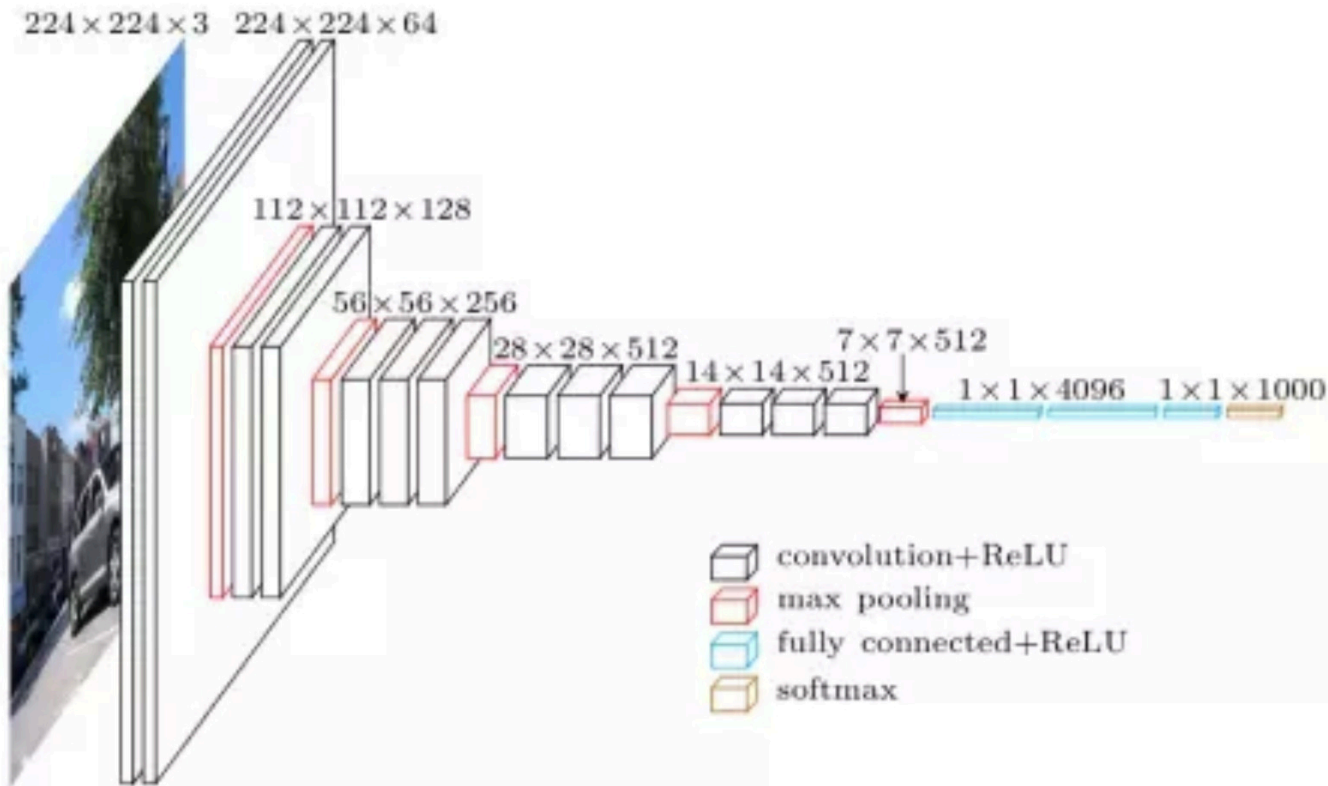 224×224×3
224×224×64
112×112×128
56×56×256
28×28×512
14×14×512
7×7×512
1×1×4096
1×1×1000
convolution+ReLU
max pooling
fully connected+ReLU
softmax